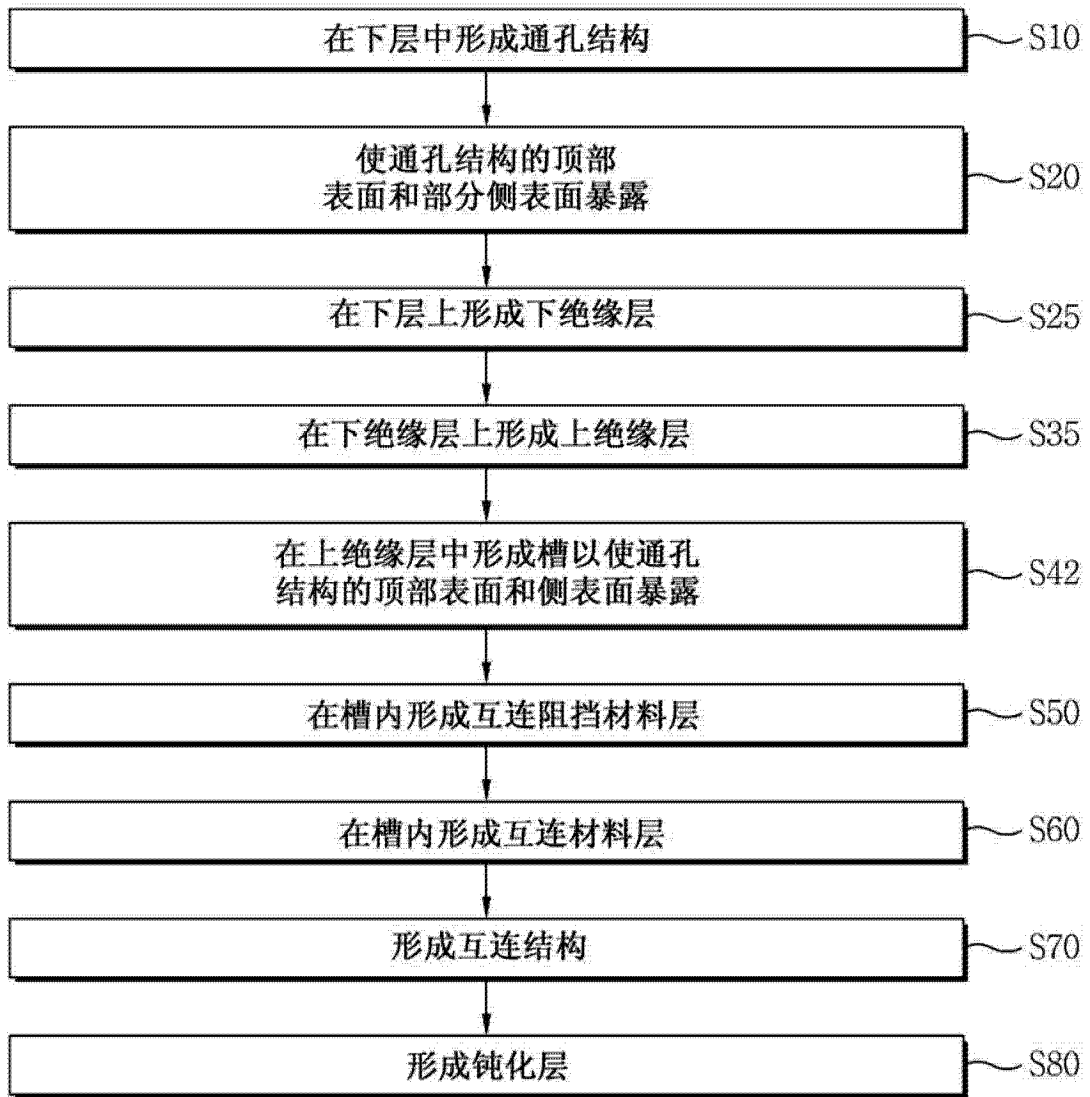 在下层中形成通孔结构
S10
使通孔结构的顶部
表面和部分侧表面暴露
S20
在下层上形成下绝缘层
S25
在下绝缘层上形成上绝缘层
S35
在上绝缘层中形成槽以使通孔
结构的顶部表面和侧表面暴露
S42
在槽内形成互连阻挡材料层
S50
在槽内形成互连材料层
S60
形成互连结构
S70
形成钝化层
S80